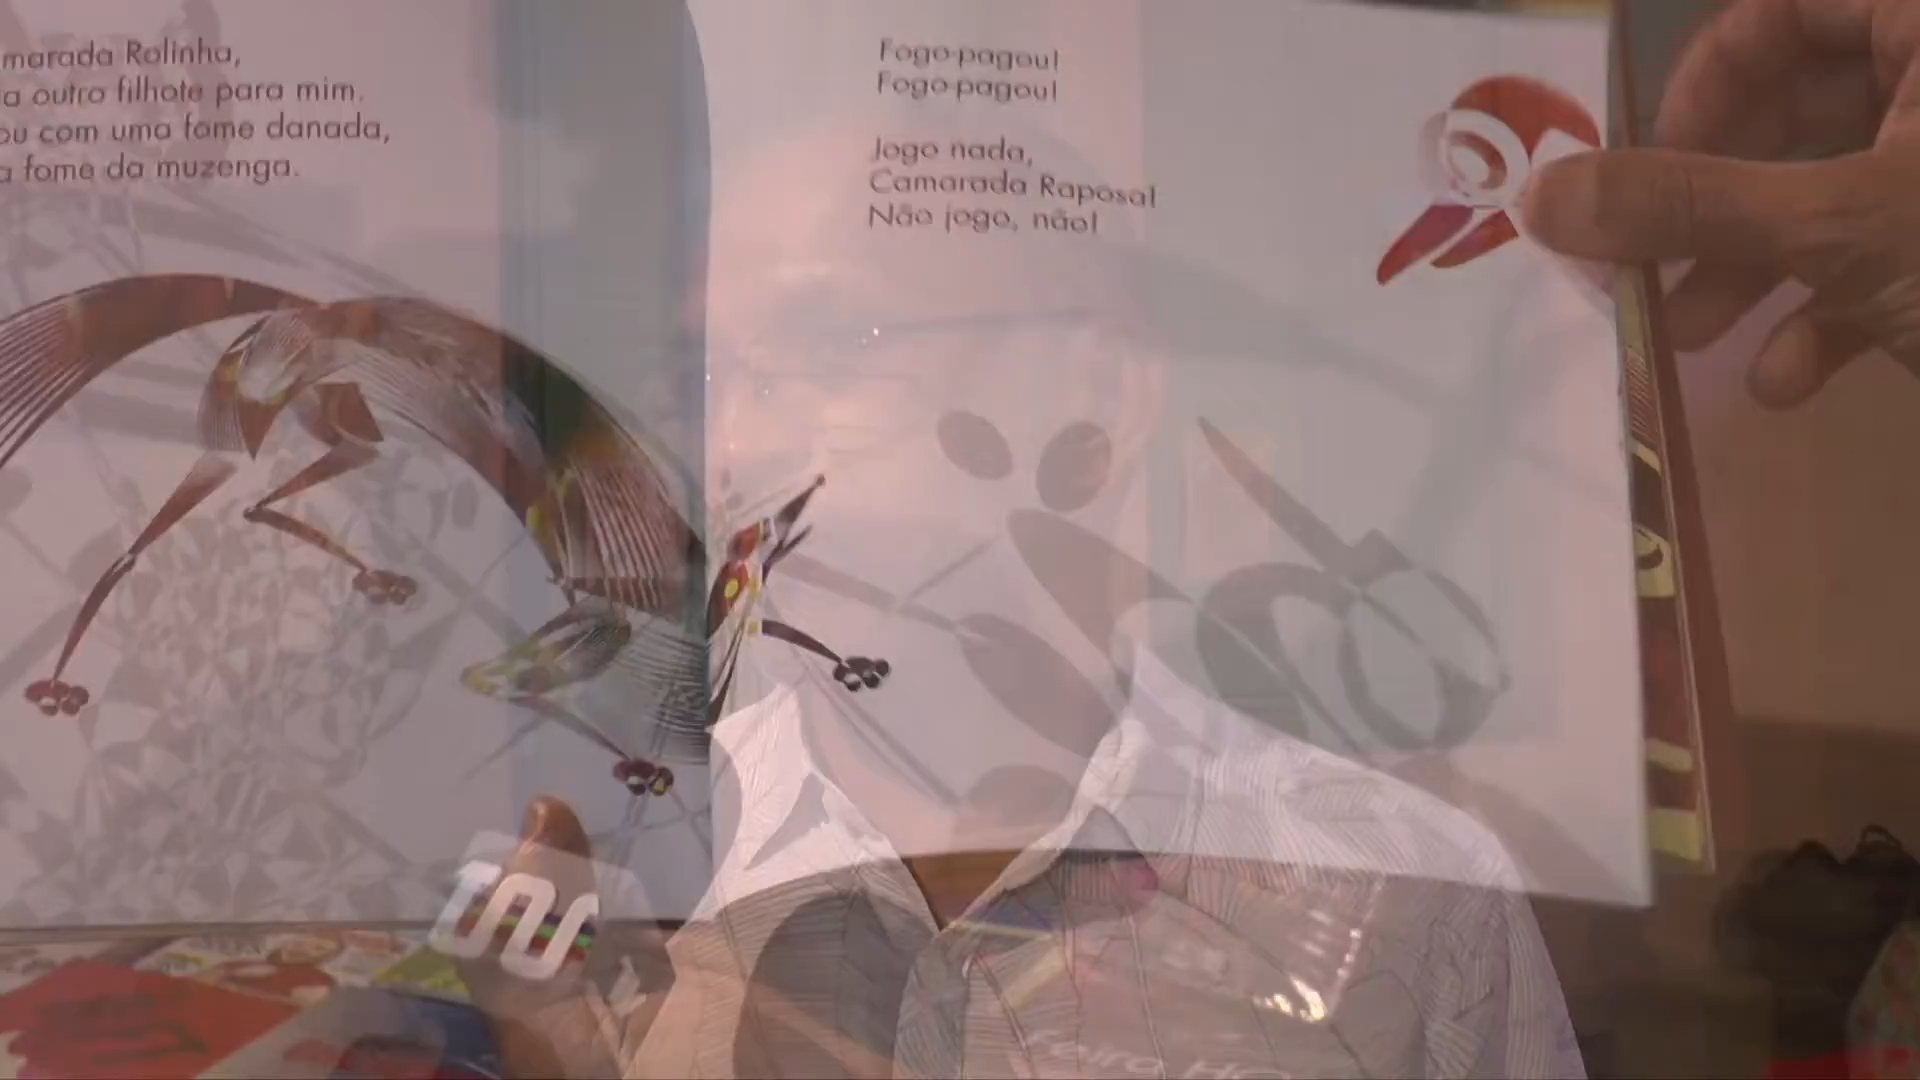 marada Rolinha,
a outro filhote para mim.
ou com uma fome danada,
a fome da muzenga.
Fogo-pagou!
Fogo-pagou!
Jogo nada,
Camarada Raposa!
Não jogo, não!